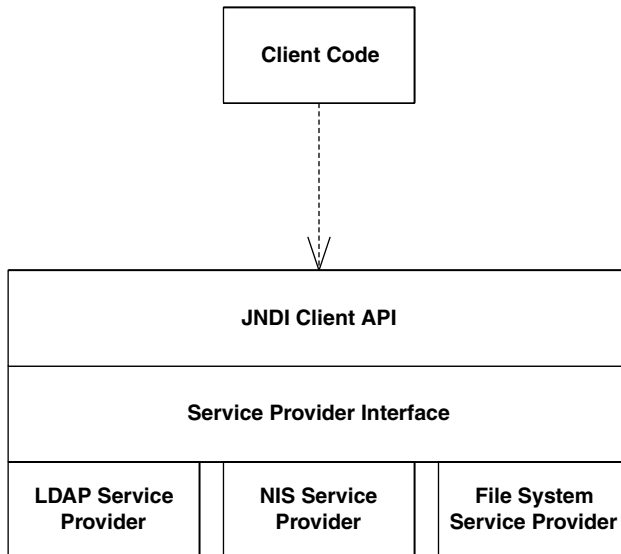 Client Code
JNDI Client API
Service Provider Interface
LDAP Service
Provider
NIS Service
Provider
File System
Service Provider